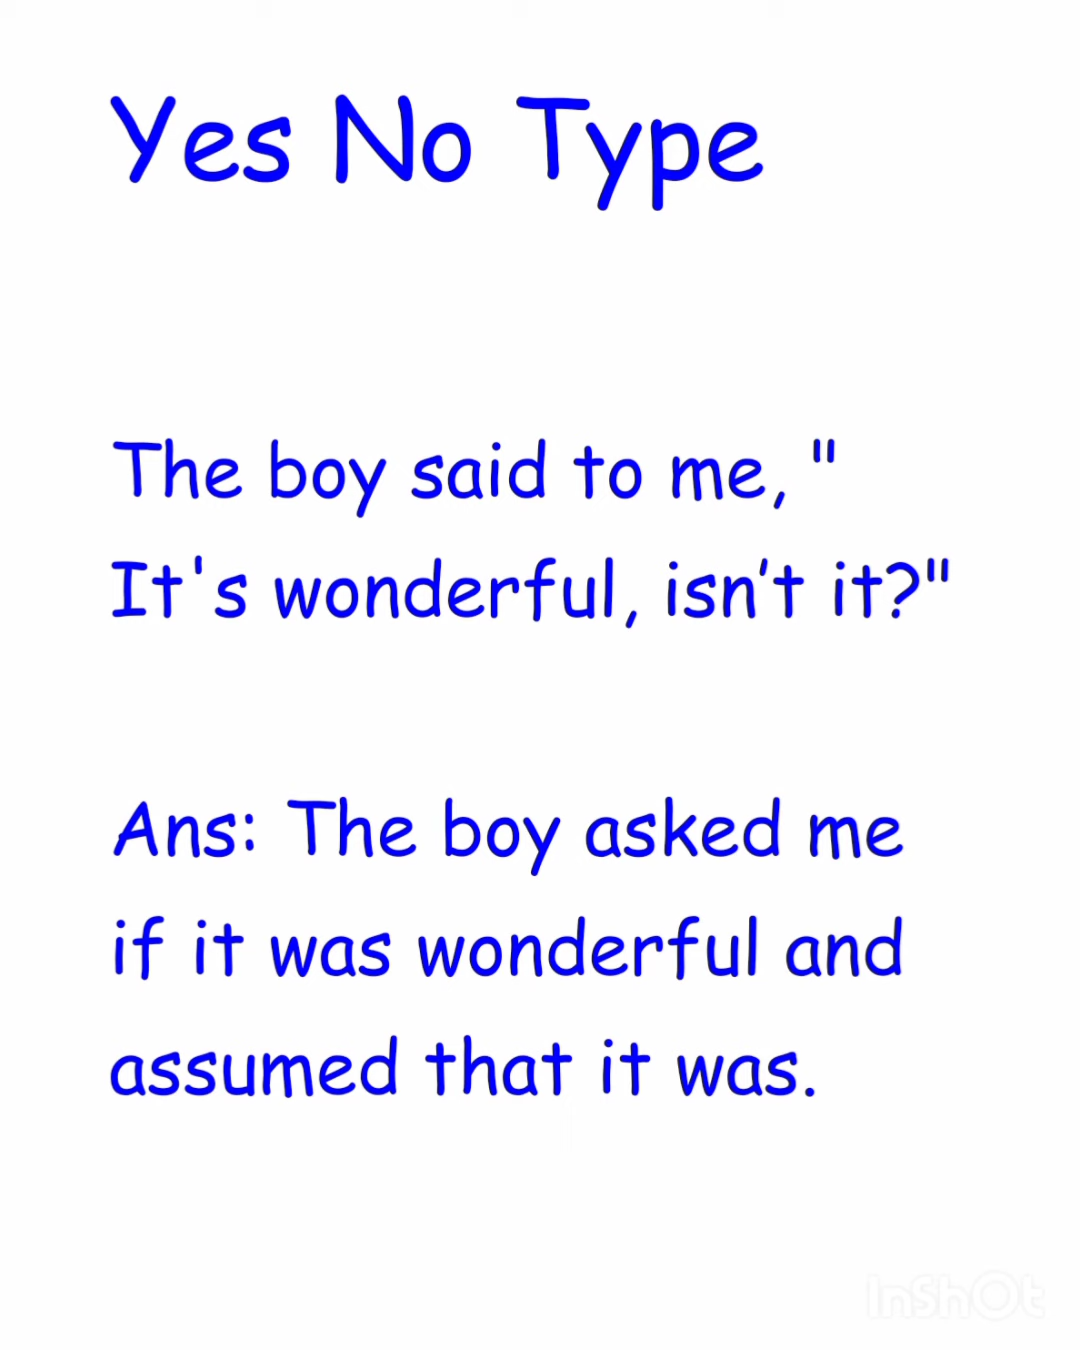 Yes No Type
The boy said to me, "
It's wonderful, isn’t it?"
Ans: The boy asked me
if it was wonderful and
assumed that it was.
InShOt